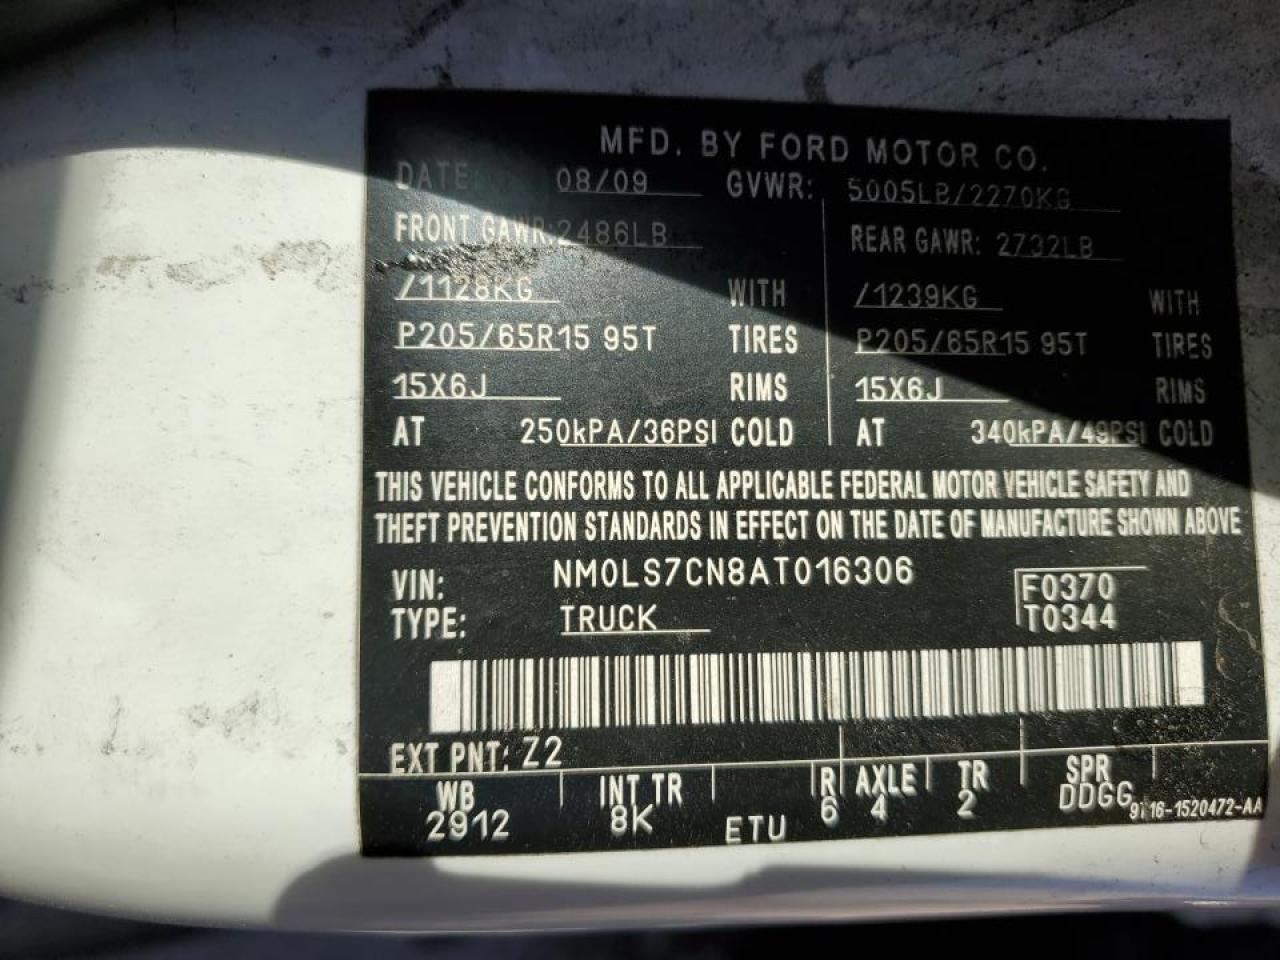 MFD. BY FORD MOTOR CO.
DATE: 08/09 GVWR: 5005LB/2270KG
FRONT GAWR: 2486LB REAR GAWR: 2732LB
/1128KG WITH /1239KG WITH
P205/65R15 95T TIRES P205/65R15 95T TIRES
15X6J RIMS 15X6J RIMS
AT 250kPA/36PSI COLD AT 340kPA/49PSI COLD
THIS VEHICLE CONFORMS TO ALL APPLICABLE FEDERAL MOTOR VEHICLE SAFETY AND
THEFT PREVENTION STANDARDS IN EFFECT ON THE DATE OF MANUFACTURE SHOWN ABOVE
VIN: NM0LS7CN8AT016306 F0370
TYPE: TRUCK T0344
EXT PNT: Z2
WB INT TR R AXLE TR SPR
2912 8K ETU 6 4 2 DDGG
9T16-1520472-AA